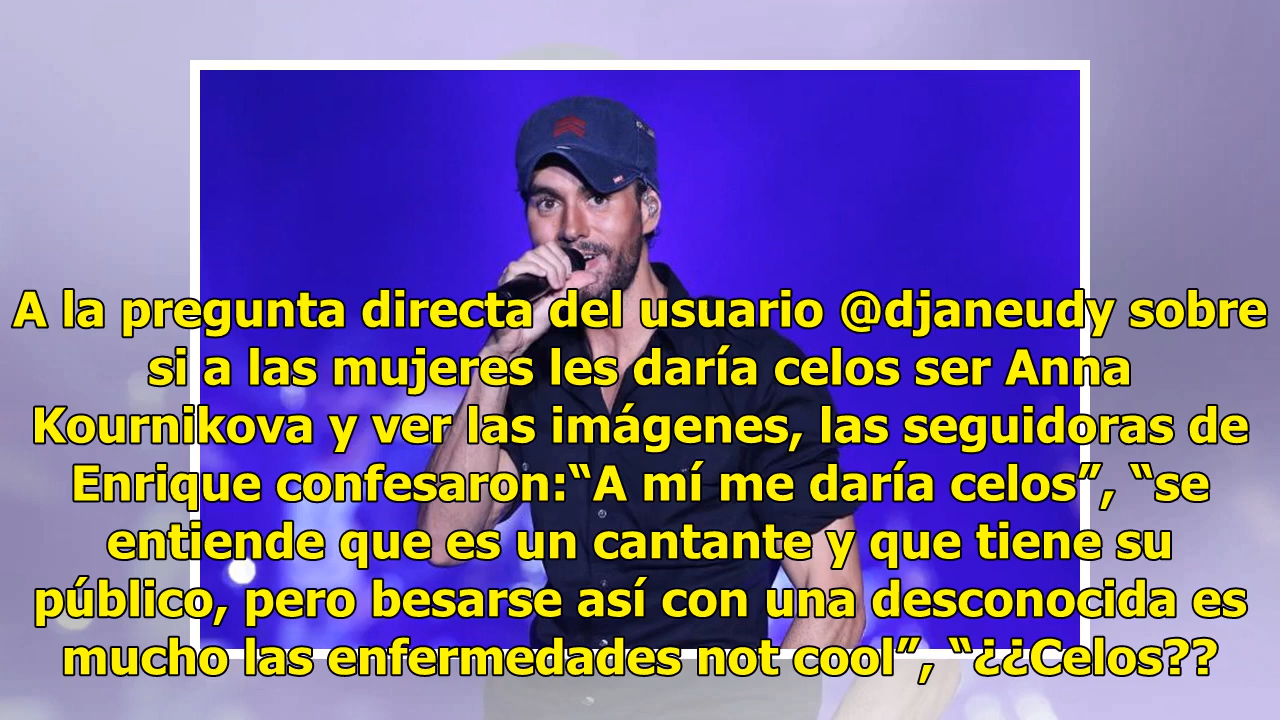 A la pregunta directa del usuario @djaneudy sobre
si a las mujeres les daría celos ser Anna
Kournikova y ver las imágenes, las seguidoras de
Enrique confesaron:“A mí me daría celos”, “se
entiende que es un cantante y que tiene su
público, pero besarse así con una desconocida es
mucho las enfermedades not cool”, “¿¿Celos??